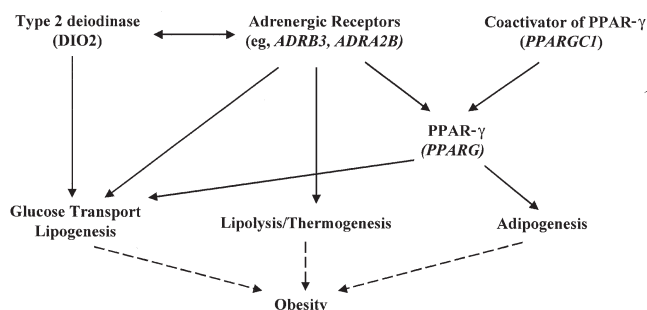 Type 2 deiodinase
(DIO2)
Adrenergic Receptors
(eg, ADRB3, ADRA2B)
Coactivator of PPAR-γ
(PPARGC1)
PPAR-γ
(PPARG)
Glucose Transport
Lipogenesis
Lipolysis/Thermogenesis
Adipogenesis
Obesity